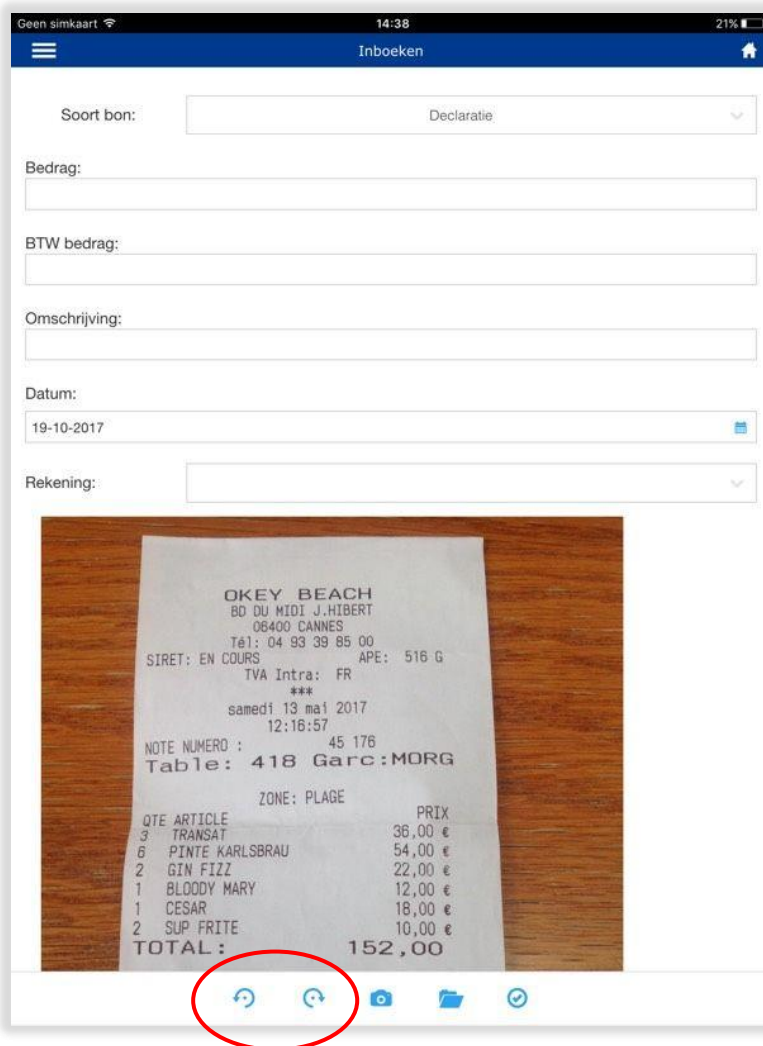 Geen simkaart 14:38 21%
Inboeken
Soort bon: Declaratie
Bedrag:
BTW bedrag:
Omschrijving:
Datum:
19-10-2017
Rekening:
OKEY BEACH
BD DU MIDI J.HIBERT
06400 CANNES
Tél: 04 93 39 85 00
SIRET: EN COURS APE: 516 G
TVA Intra: FR
***
samedi 13 mai 2017
12:16:57
NOTE NUMERO : 45 176
Table: 418 Garc:MORG
ZONE: PLAGE
QTE ARTICLE PRIX
3 TRANSAT 36,00 €
6 PINTE KARLSBRAU 54,00 €
2 GIN FIZZ 22,00 €
1 BLOODY MARY 12,00 €
1 CESAR 18,00 €
2 SUP FRITE 10,00 €
TOTAL: 152,00